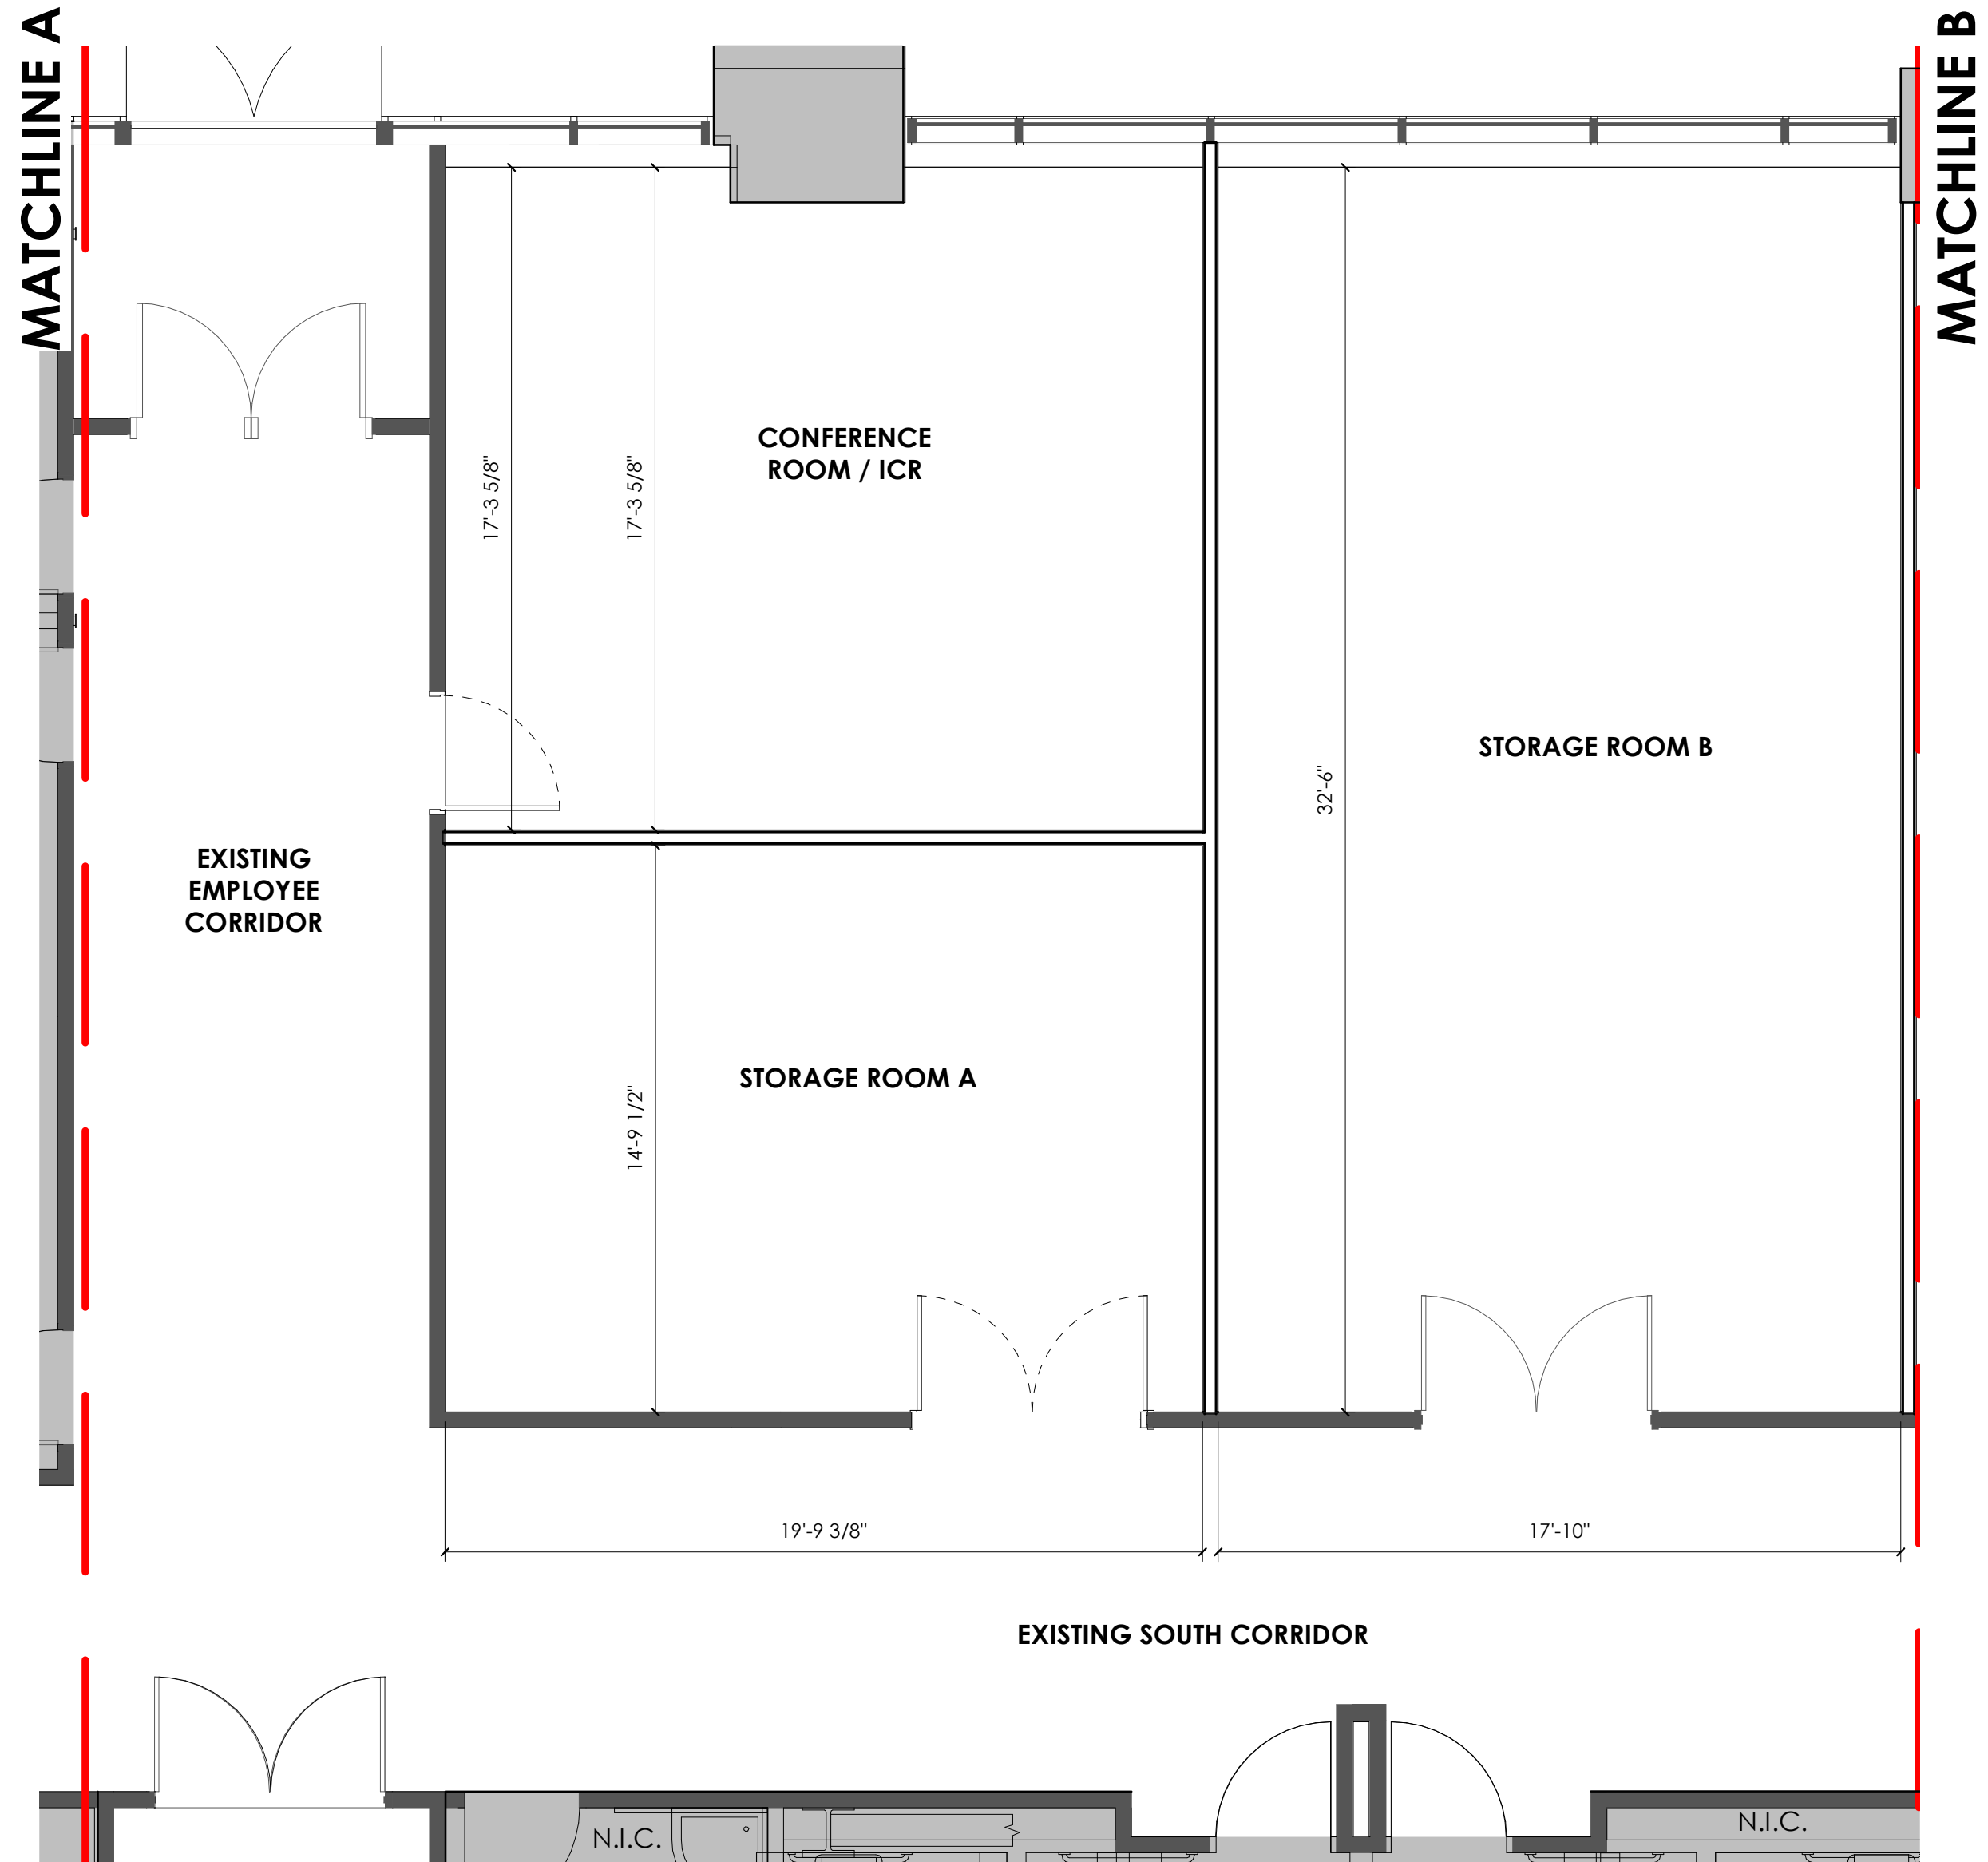 MATCHLINE A
MATCHLINE B
CONFERENCE
ROOM / ICR
17'-3 5/8"
17'-3 5/8"
STORAGE ROOM B
32'-6"
EXISTING
EMPLOYEE
CORRIDOR
STORAGE ROOM A
14'-9 1/2"
19'-9 3/8"
17'-10"
EXISTING SOUTH CORRIDOR
N.I.C.
N.I.C.